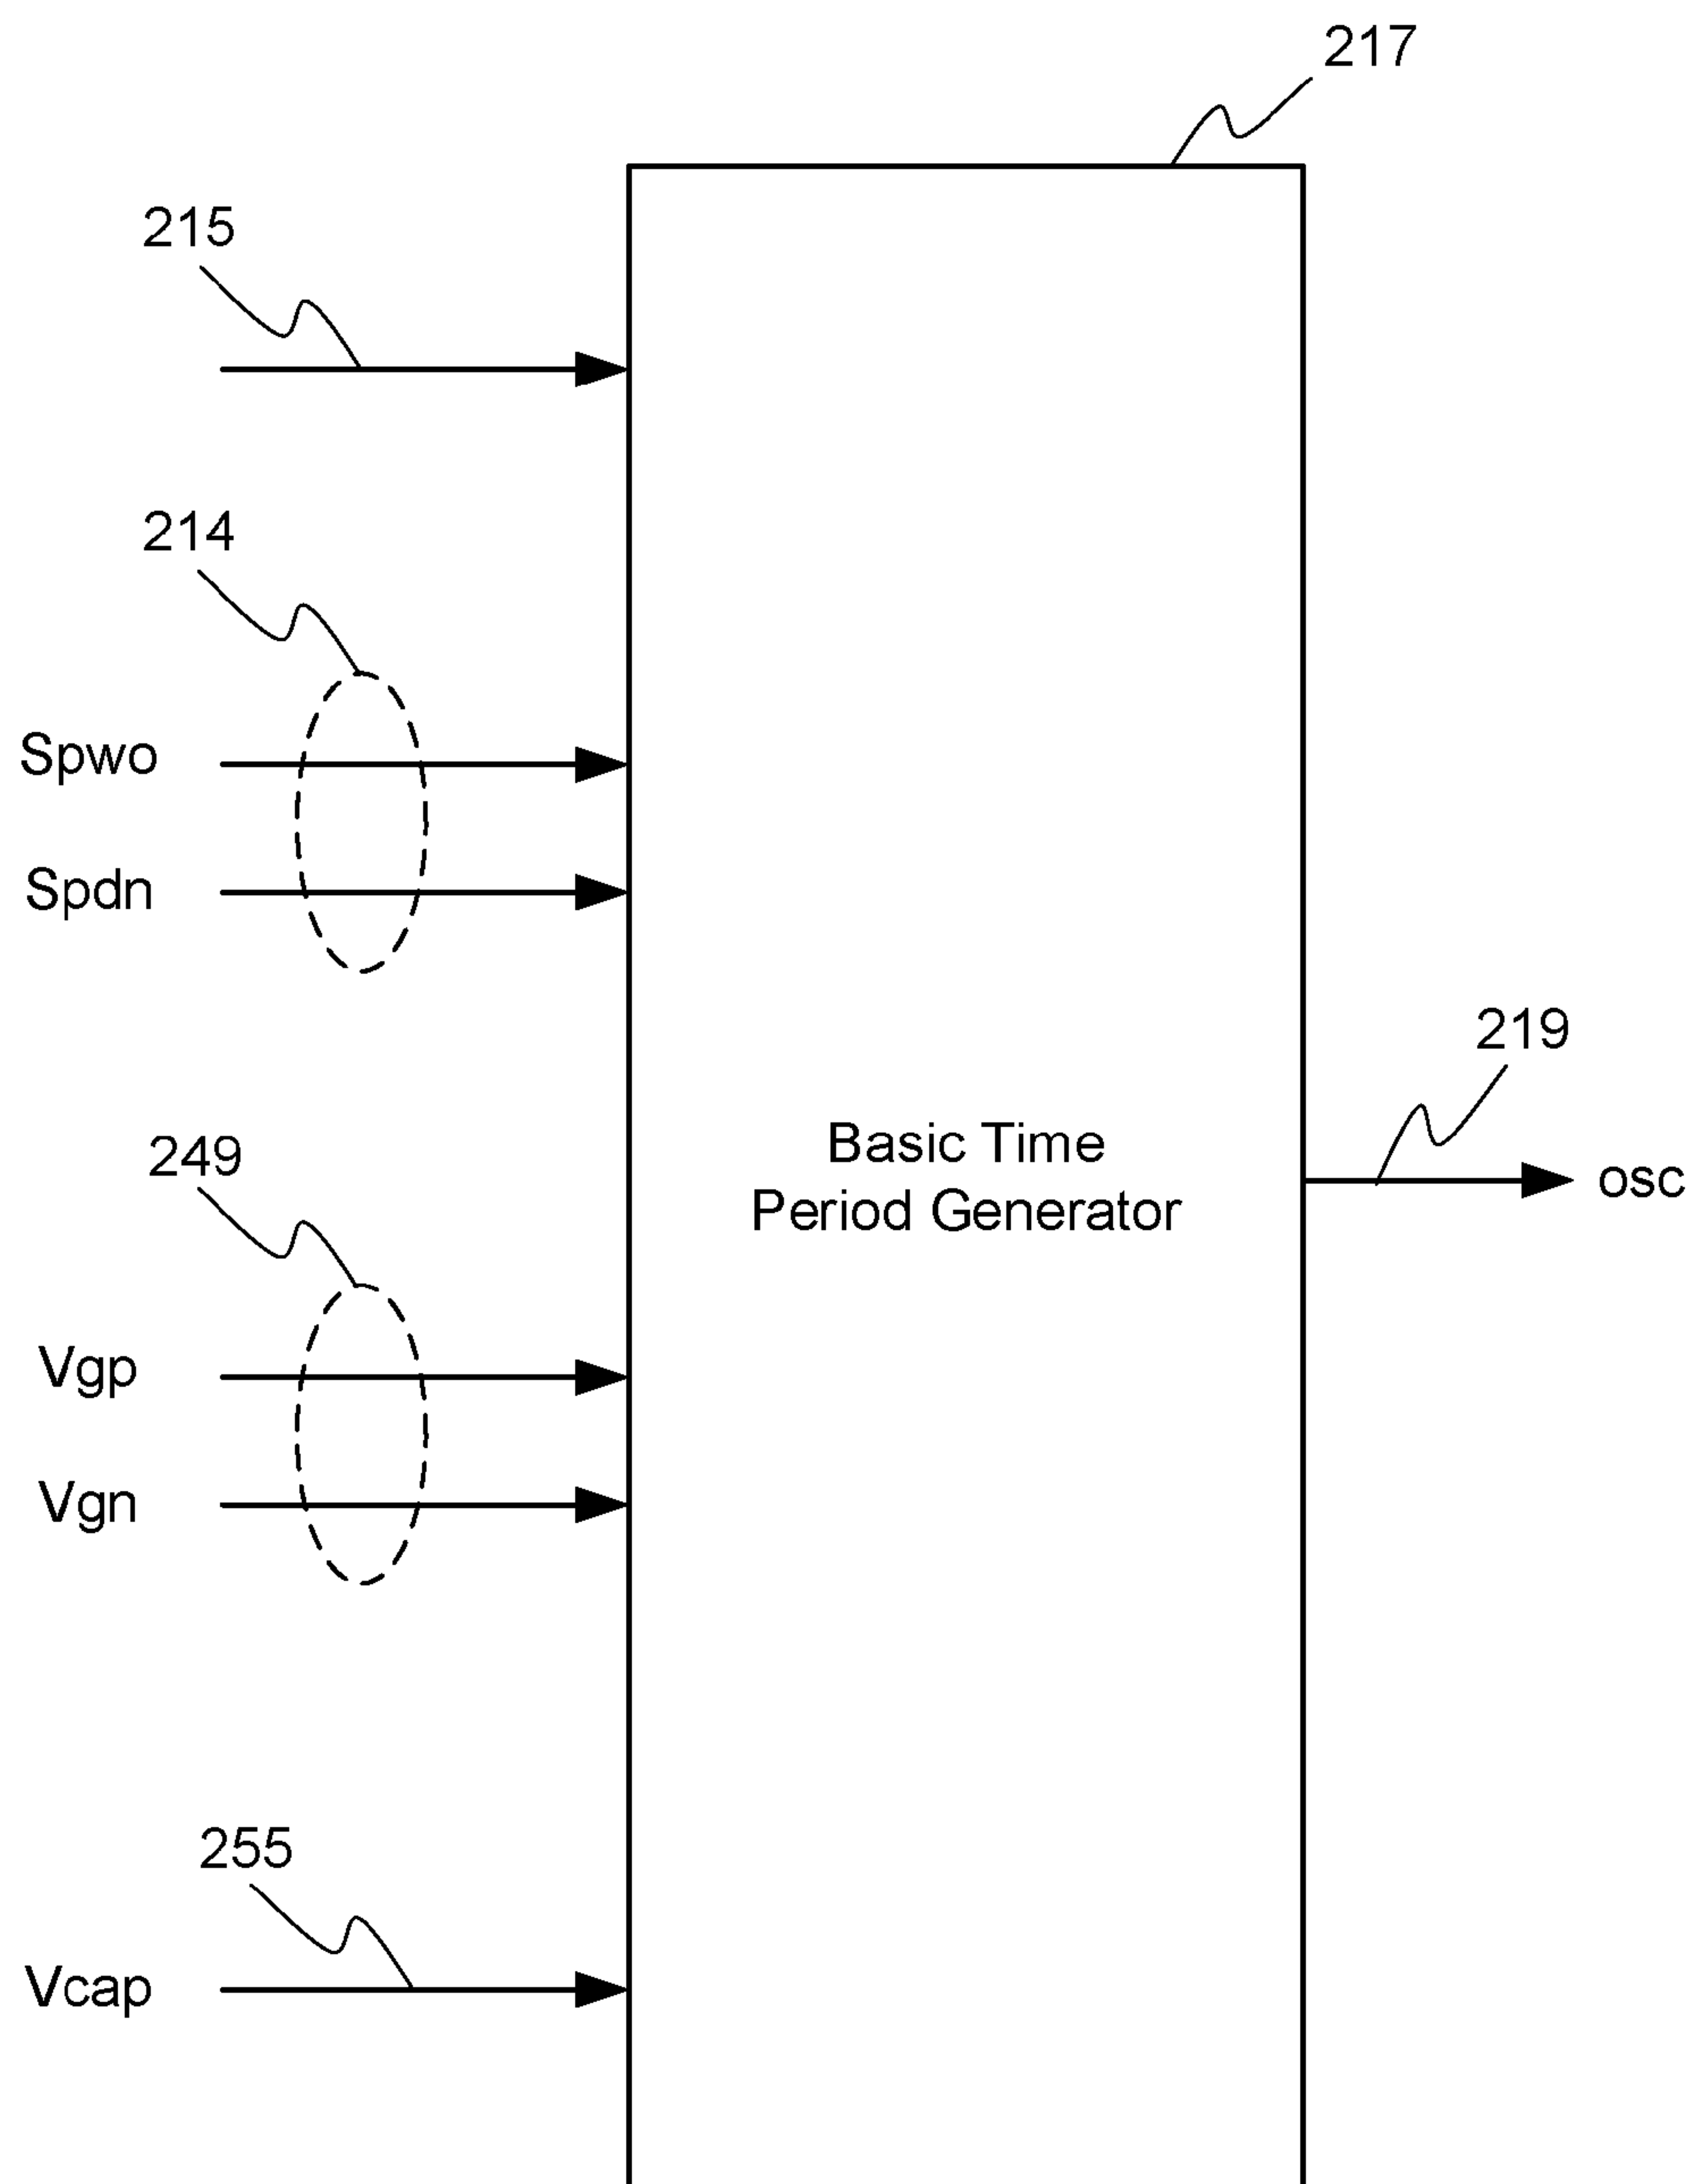 217
215
214
Spwo
Spdn
219
249
Basic Time
Period Generator
osc
Vgp
Vgn
255
Vcap